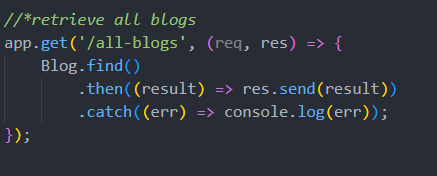 //*retrieve all blogs
app.get('/all-blogs', (req, res) => {
    Blog.find()
        .then((result) => res.send(result))
        .catch((err) => console.log(err));
});